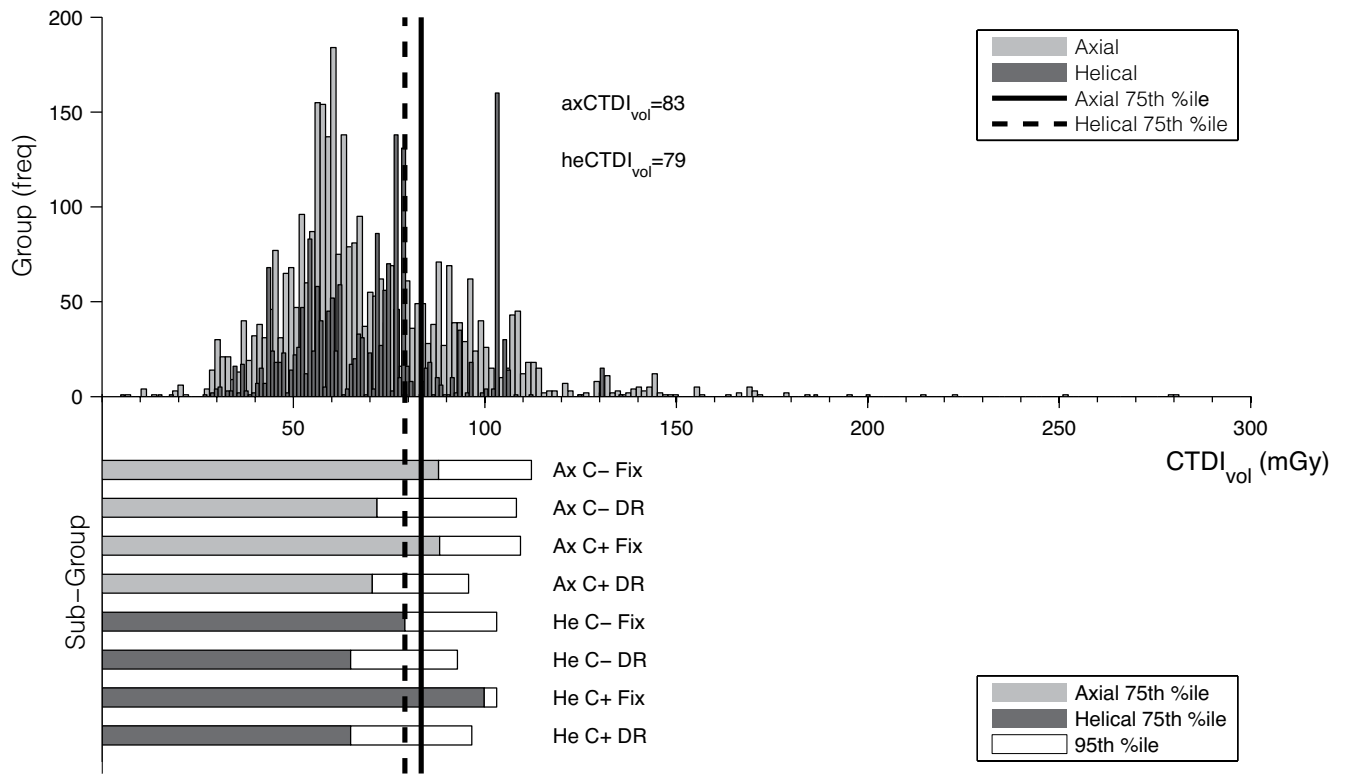 200
150
100
50
0
Group (freq)
axCTDIvol=83
heCTDIvol=79
Axial
Helical
Axial 75th %ile
Helical 75th %ile
50 100 150 200 250 300
CTDIvol (mGy)
Sub-Group
Ax C- Fix
Ax C- DR
Ax C+ Fix
Ax C+ DR
He C- Fix
He C- DR
He C+ Fix
He C+ DR
Axial 75th %ile
Helical 75th %ile
95th %ile